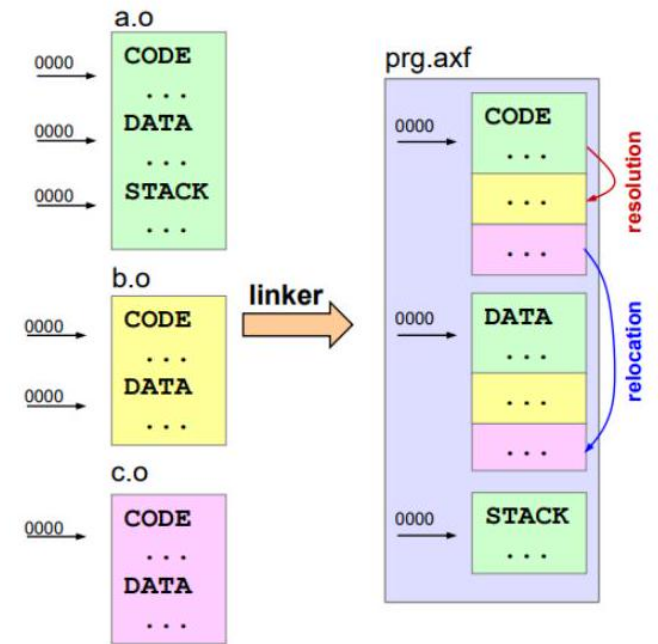 a.o
0000
CODE
...
0000
DATA
...
0000
STACK
...
b.o
0000
CODE
...
0000
DATA
...
c.o
0000
CODE
...
DATA
...
linker
prg.axf
0000
CODE
...
...
...
resolution
0000
DATA
...
...
...
relocation
0000
STACK
...